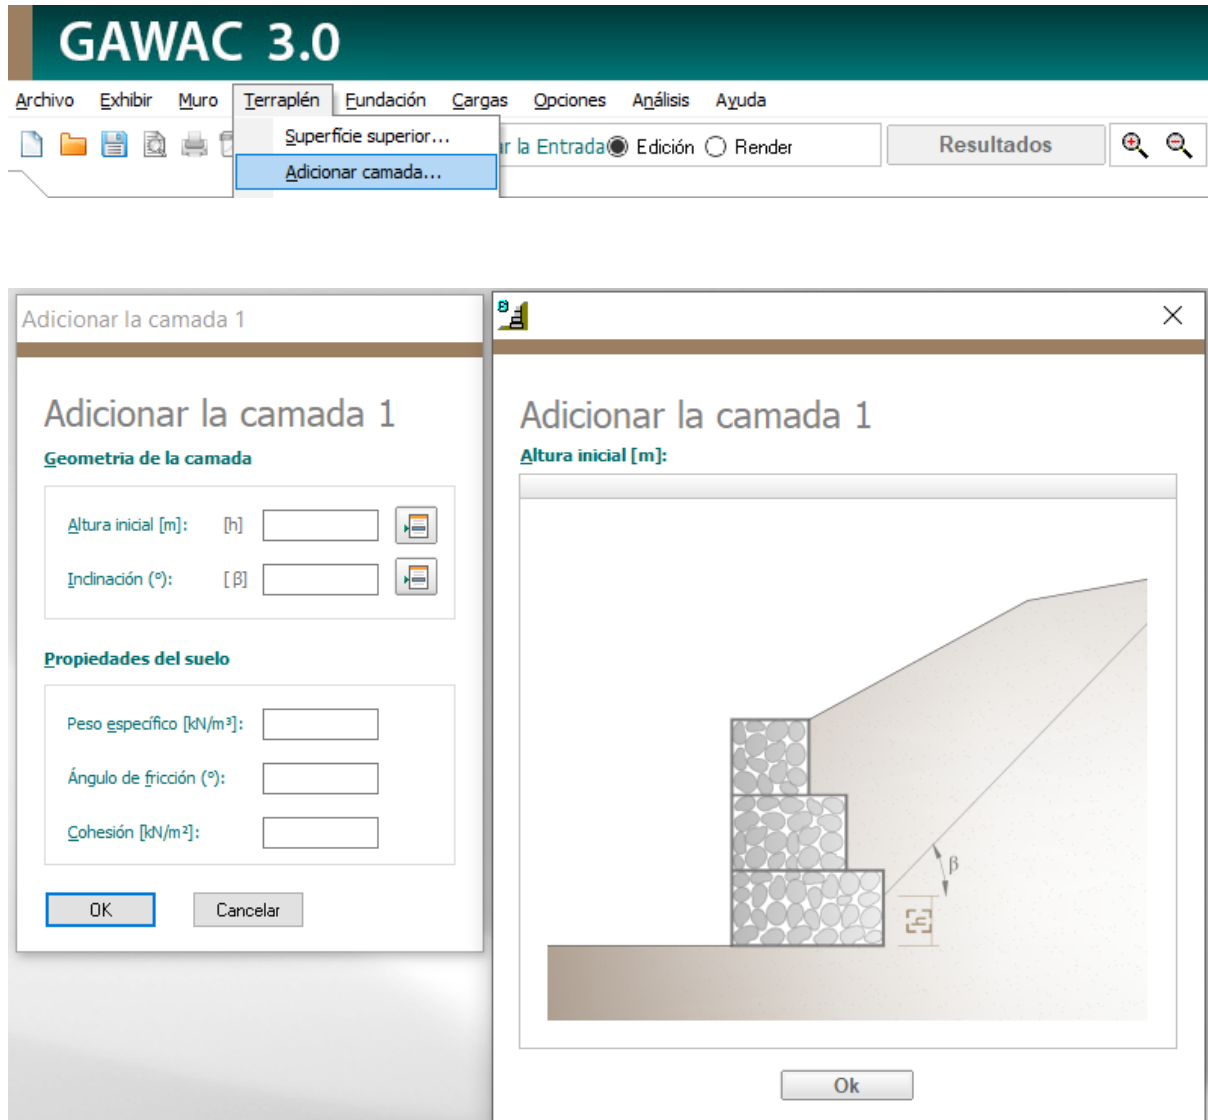 GAWAC 3.0
Archivo Exhibir Muro Terraplén Fundación Cargas Opciones Análisis Ayuda
Superfície superior...
la Entrada Edición Render Resultados
Adicionar camada...
Adicionar la camada 1
Adicionar la camada 1
Geometria de la camada
Altura inicial [m]: [h]
Inclinación (º): [β]
Propiedades del suelo
Peso específico [kN/m³]:
Ángulo de fricción (º):
Cohesión [kN/m²]:
OK Cancelar
Adicionar la camada 1
Altura inicial [m]:
β
h
Ok